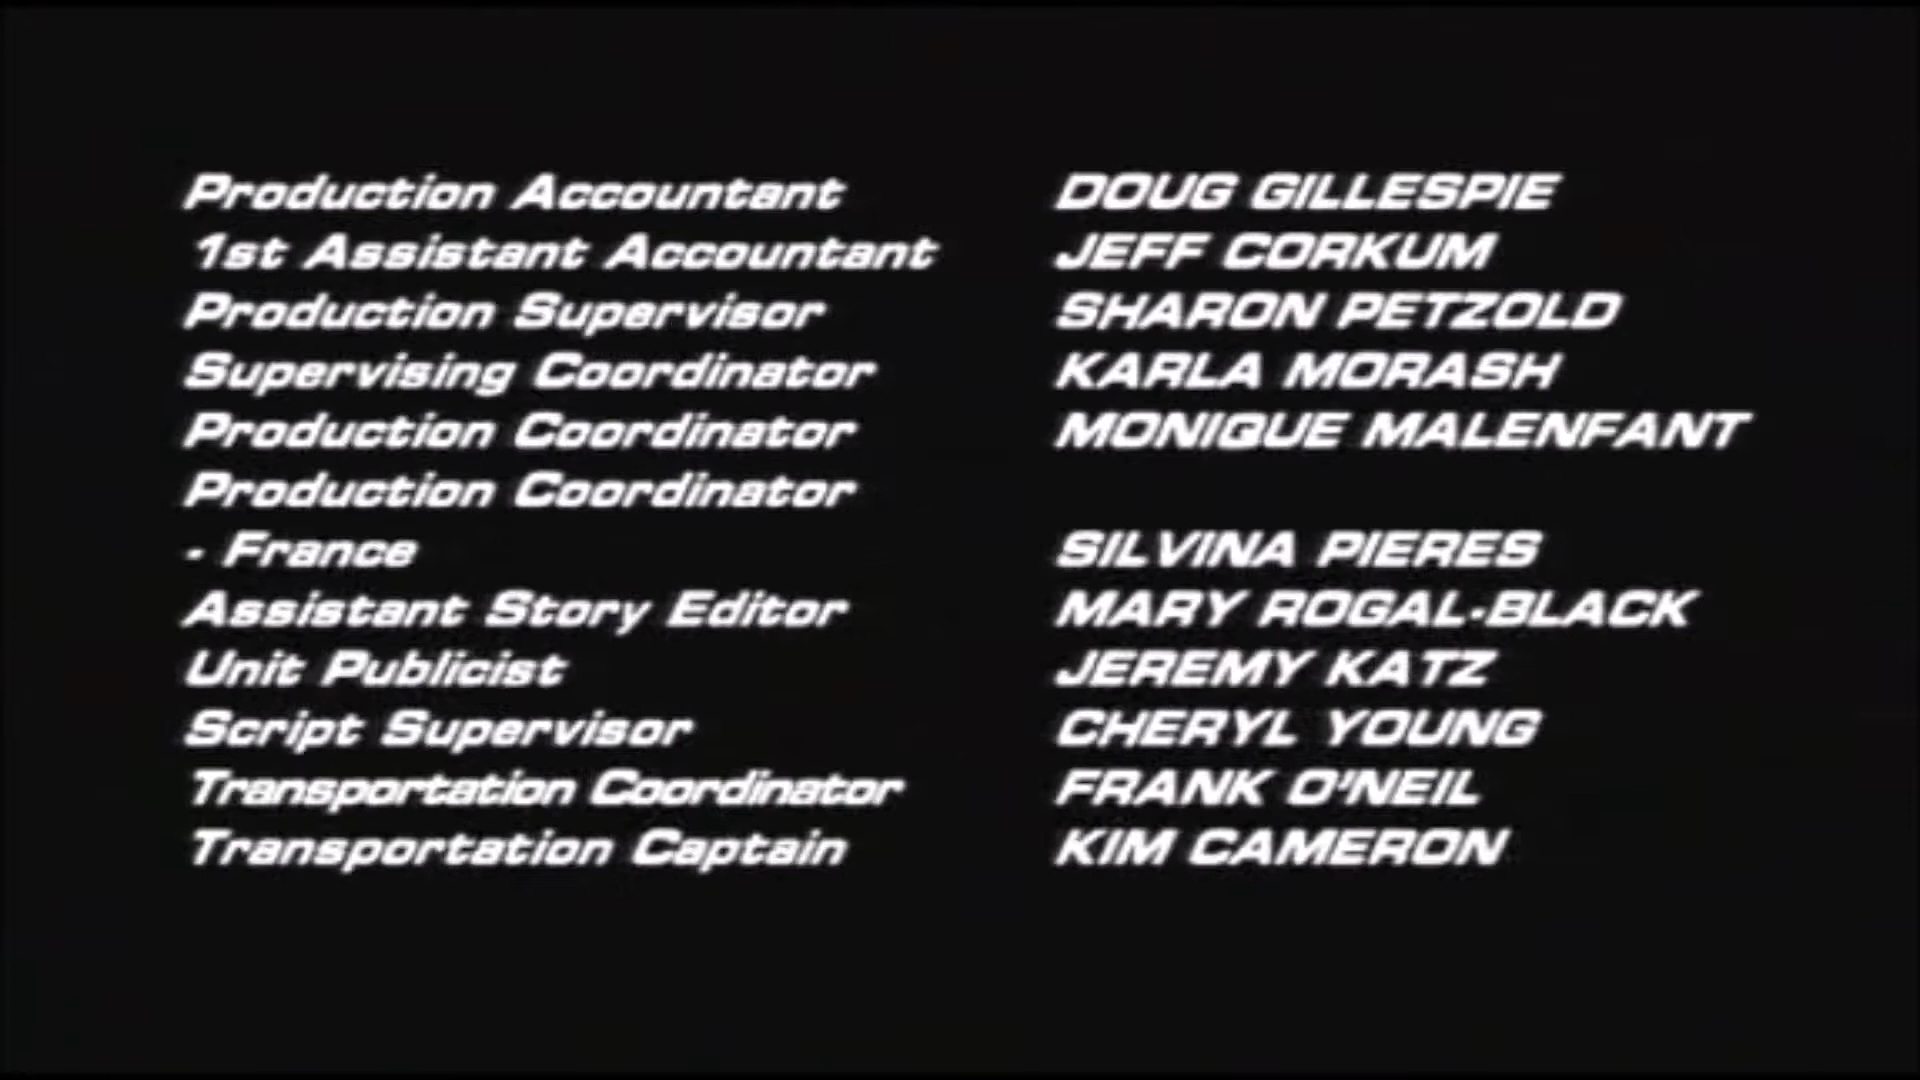 Production Accountant DOUG GILLESPIE
1st Assistant Accountant JEFF CORKUM
Production Supervisor SHARON PETZOLD
Supervising Coordinator KARLA MORASH
Production Coordinator MONIQUE MALENFANT
Production Coordinator
- France SILVINA PIERES
Assistant Story Editor MARY ROGAL-BLACK
Unit Publicist JEREMY KATZ
Script Supervisor CHERYL YOUNG
Transportation Coordinator FRANK O'NEIL
Transportation Captain KIM CAMERON